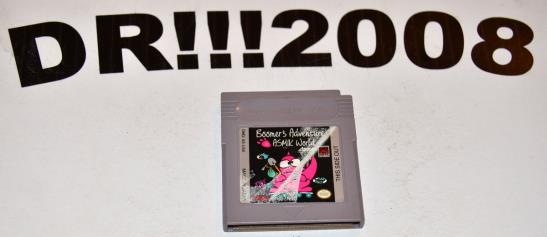 DR!!!2008
Boomer's Adventure
ASMIK World
THIS SIDE OUT